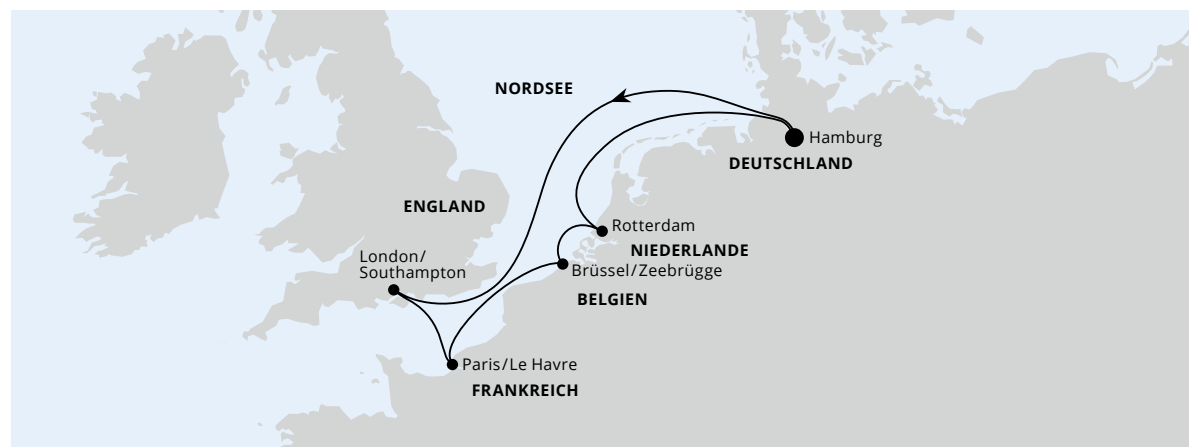 NORDSEE
Hamburg
DEUTSCHLAND
ENGLAND
Rotterdam
NIEDERLANDE
London/
Southampton
Brüssel/Zeebrügge
BELGIEN
Paris/Le Havre
FRANKREICH